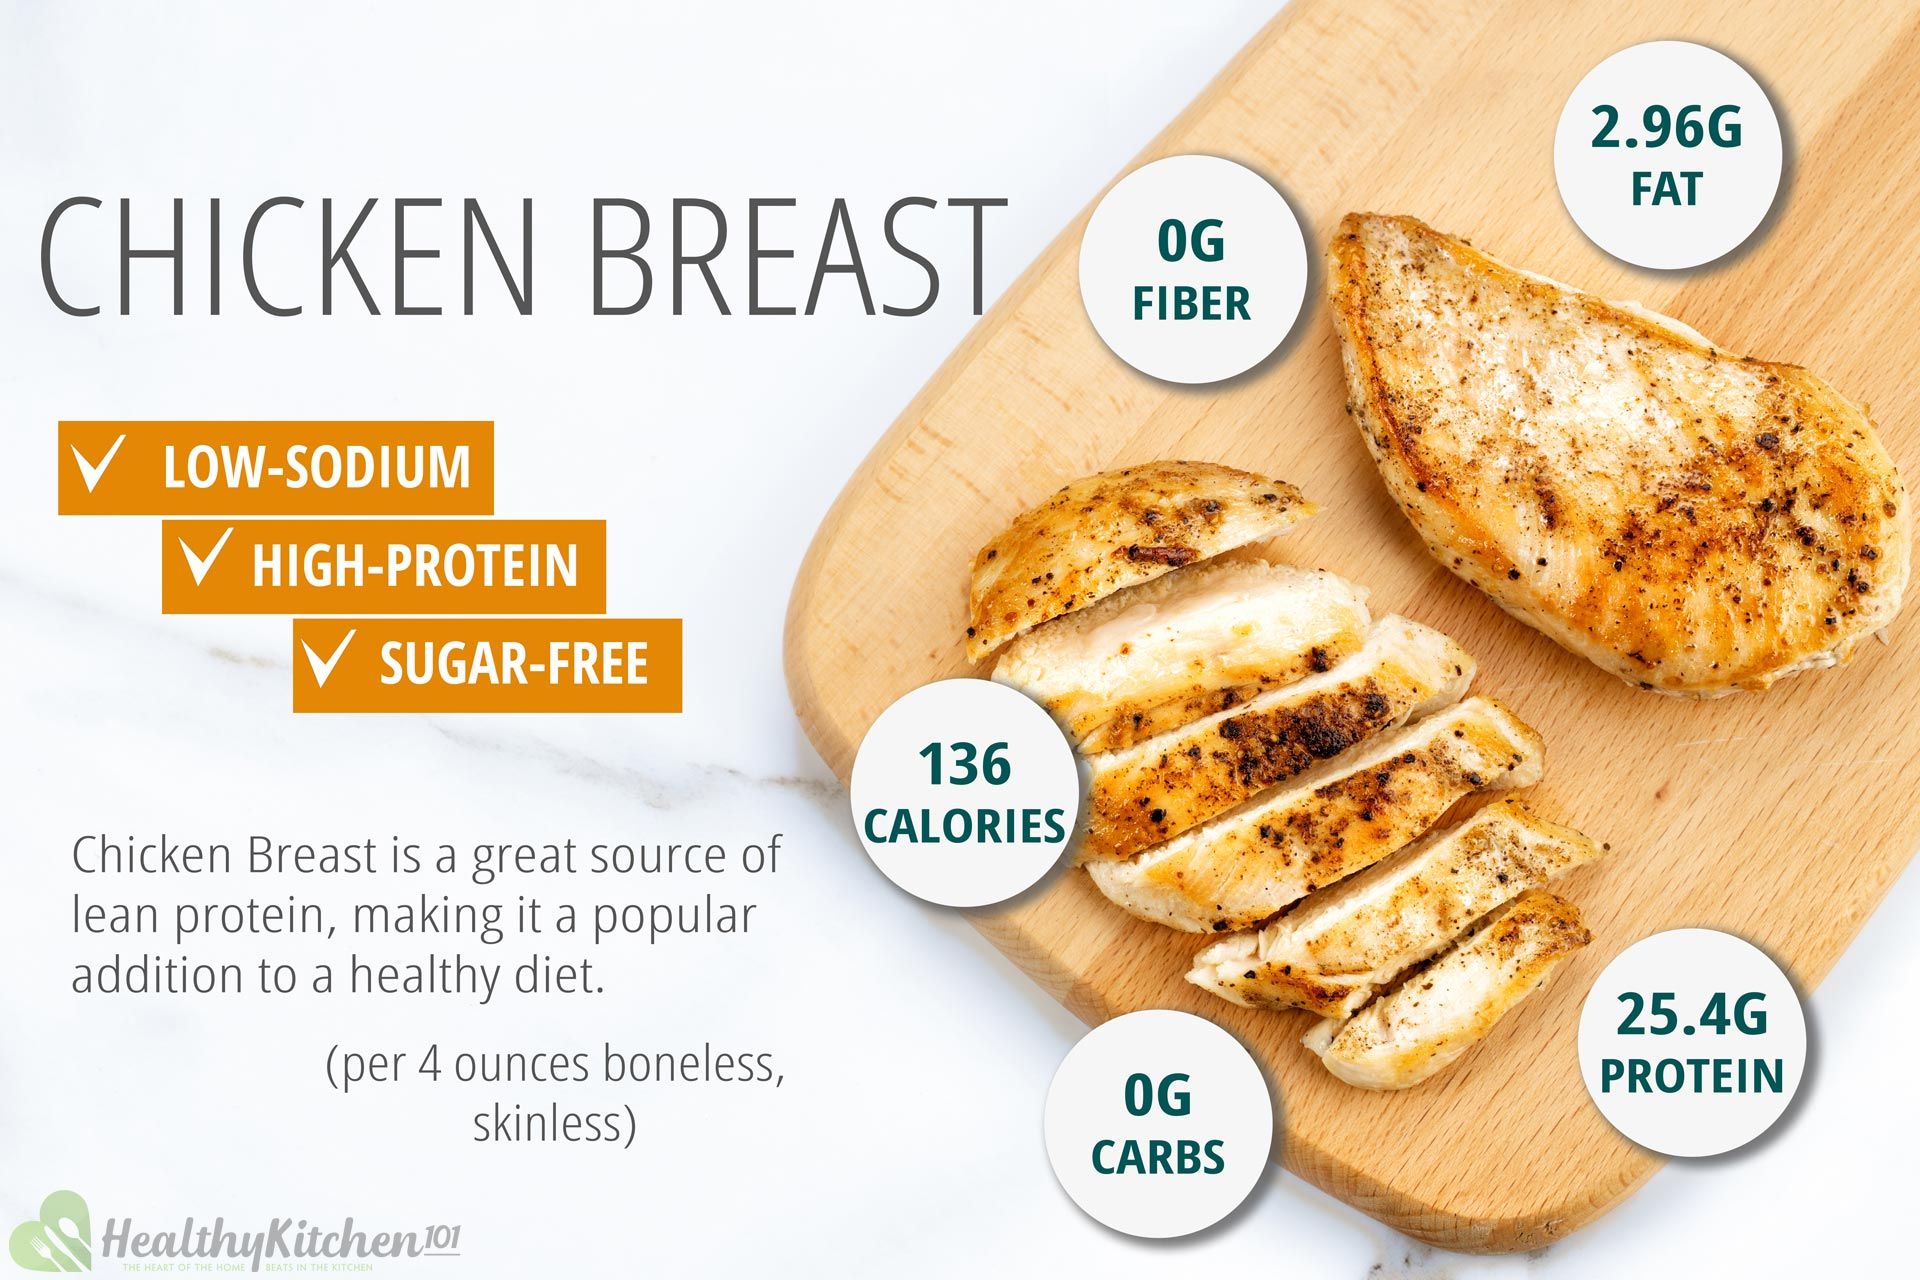 CHICKEN BREAST
LOW-SODIUM
HIGH-PROTEIN
SUGAR-FREE
Chicken Breast is a great source of
lean protein, making it a popular
addition to a healthy diet.
(per 4 ounces boneless,
skinless)
2.96G
FAT
0G
FIBER
136
CALORIES
25.4G
PROTEIN
0G
CARBS
HealthyKitchen101
THE HEART OF THE HOME BEATS IN THE KITCHEN